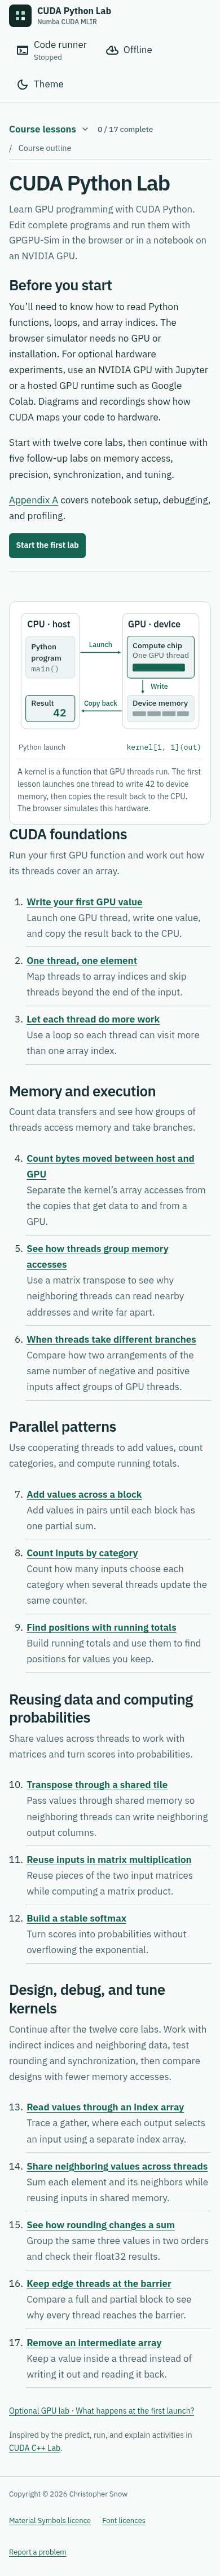 CUDA Python Lab
Numba CUDA MLIR
Code runner
Stopped
Offline
Theme
Course lessons
0 / 17 complete
/ Course outline
CUDA Python Lab
Learn GPU programming with CUDA Python.
Edit complete programs and run them with
GPGPU-Sim in the browser or in a notebook on
an NVIDIA GPU.
Before you start
You’ll need to know how to read Python
functions, loops, and array indices. The
browser simulator needs no GPU or
installation. For optional hardware
experiments, use an NVIDIA GPU with Jupyter
or a hosted GPU runtime such as Google
Colab. Diagrams and recordings show how
CUDA maps your code to hardware.
Start with twelve core labs, then continue with
five follow-up labs on memory access,
precision, synchronization, and tuning.
Appendix A covers notebook setup, debugging,
and profiling.
Start the first lab
CPU · host
Python
program
main()
Result
42
Launch
Copy back
GPU · device
Compute chip
One GPU thread
Write
Device memory
Python launch
kernel[1, 1](out)
A kernel is a function that GPU threads run. The first
lesson launches one thread to write 42 to device
memory, then copies the result back to the CPU.
The browser simulates this hardware.
CUDA foundations
Run your first GPU function and work out how
its threads cover an array.
1. Write your first GPU value
Launch one GPU thread, write one value,
and copy the result back to the CPU.
2. One thread, one element
Map threads to array indices and skip
threads beyond the end of the input.
3. Let each thread do more work
Use a loop so each thread can visit more
than one array index.
Memory and execution
Count data transfers and see how groups of
threads access memory and take branches.
4. Count bytes moved between host and
GPU
Separate the kernel’s array accesses from
the copies that get data to and from a
GPU.
5. See how threads group memory
accesses
Use a matrix transpose to see why
neighboring threads can read nearby
addresses and write far apart.
6. When threads take different branches
Compare how two arrangements of the
same number of negative and positive
inputs affect groups of GPU threads.
Parallel patterns
Use cooperating threads to add values, count
categories, and compute running totals.
7. Add values across a block
Add values in pairs until each block has
one partial sum.
8. Count inputs by category
Count how many inputs choose each
category when several threads update the
same counter.
9. Find positions with running totals
Build running totals and use them to find
positions for values you keep.
Reusing data and computing
probabilities
Share values across threads to work with
matrices and turn scores into probabilities.
10. Transpose through a shared tile
Pass values through shared memory so
neighboring threads can write neighboring
output columns.
11. Reuse inputs in matrix multiplication
Reuse pieces of the two input matrices
while computing a matrix product.
12. Build a stable softmax
Turn scores into probabilities without
overflowing the exponential.
Design, debug, and tune
kernels
Continue after the twelve core labs. Work with
indirect indices and neighboring data, test
rounding and synchronization, then compare
designs with fewer memory accesses.
13. Read values through an index array
Trace a gather, where each output selects
an input using a separate index array.
14. Share neighboring values across threads
Sum each element and its neighbors while
reusing inputs in shared memory.
15. See how rounding changes a sum
Group the same three values in two orders
and check their float32 results.
16. Keep edge threads at the barrier
Compare a full and partial block to see
why every thread reaches the barrier.
17. Remove an intermediate array
Keep a value inside a thread instead of
writing it out and reading it back.
Optional GPU lab · What happens at the first launch?
Inspired by the predict, run, and explain activities in
CUDA C++ Lab.
Copyright © 2026 Christopher Snow
Material Symbols licence
Font licences
Report a problem